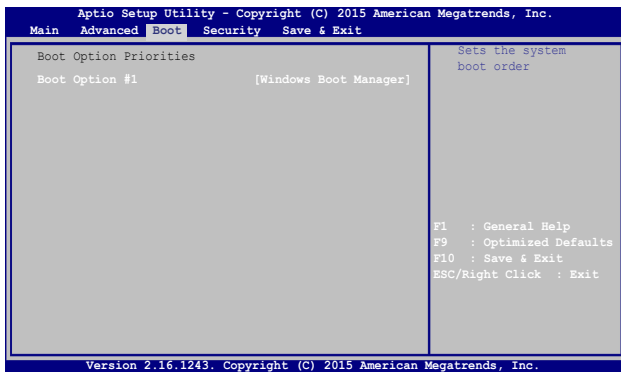 Aptio Setup Utility - Copyright (C) 2015 American Megatrends, Inc.
Main Advanced Boot Security Save & Exit
Boot Option Priorities
Boot Option #1 [Windows Boot Manager]
Sets the system
boot order
F1 : General Help
F9 : Optimized Defaults
F10 : Save & Exit
ESC/Right Click : Exit
Version 2.16.1243. Copyright (C) 2015 American Megatrends, Inc.